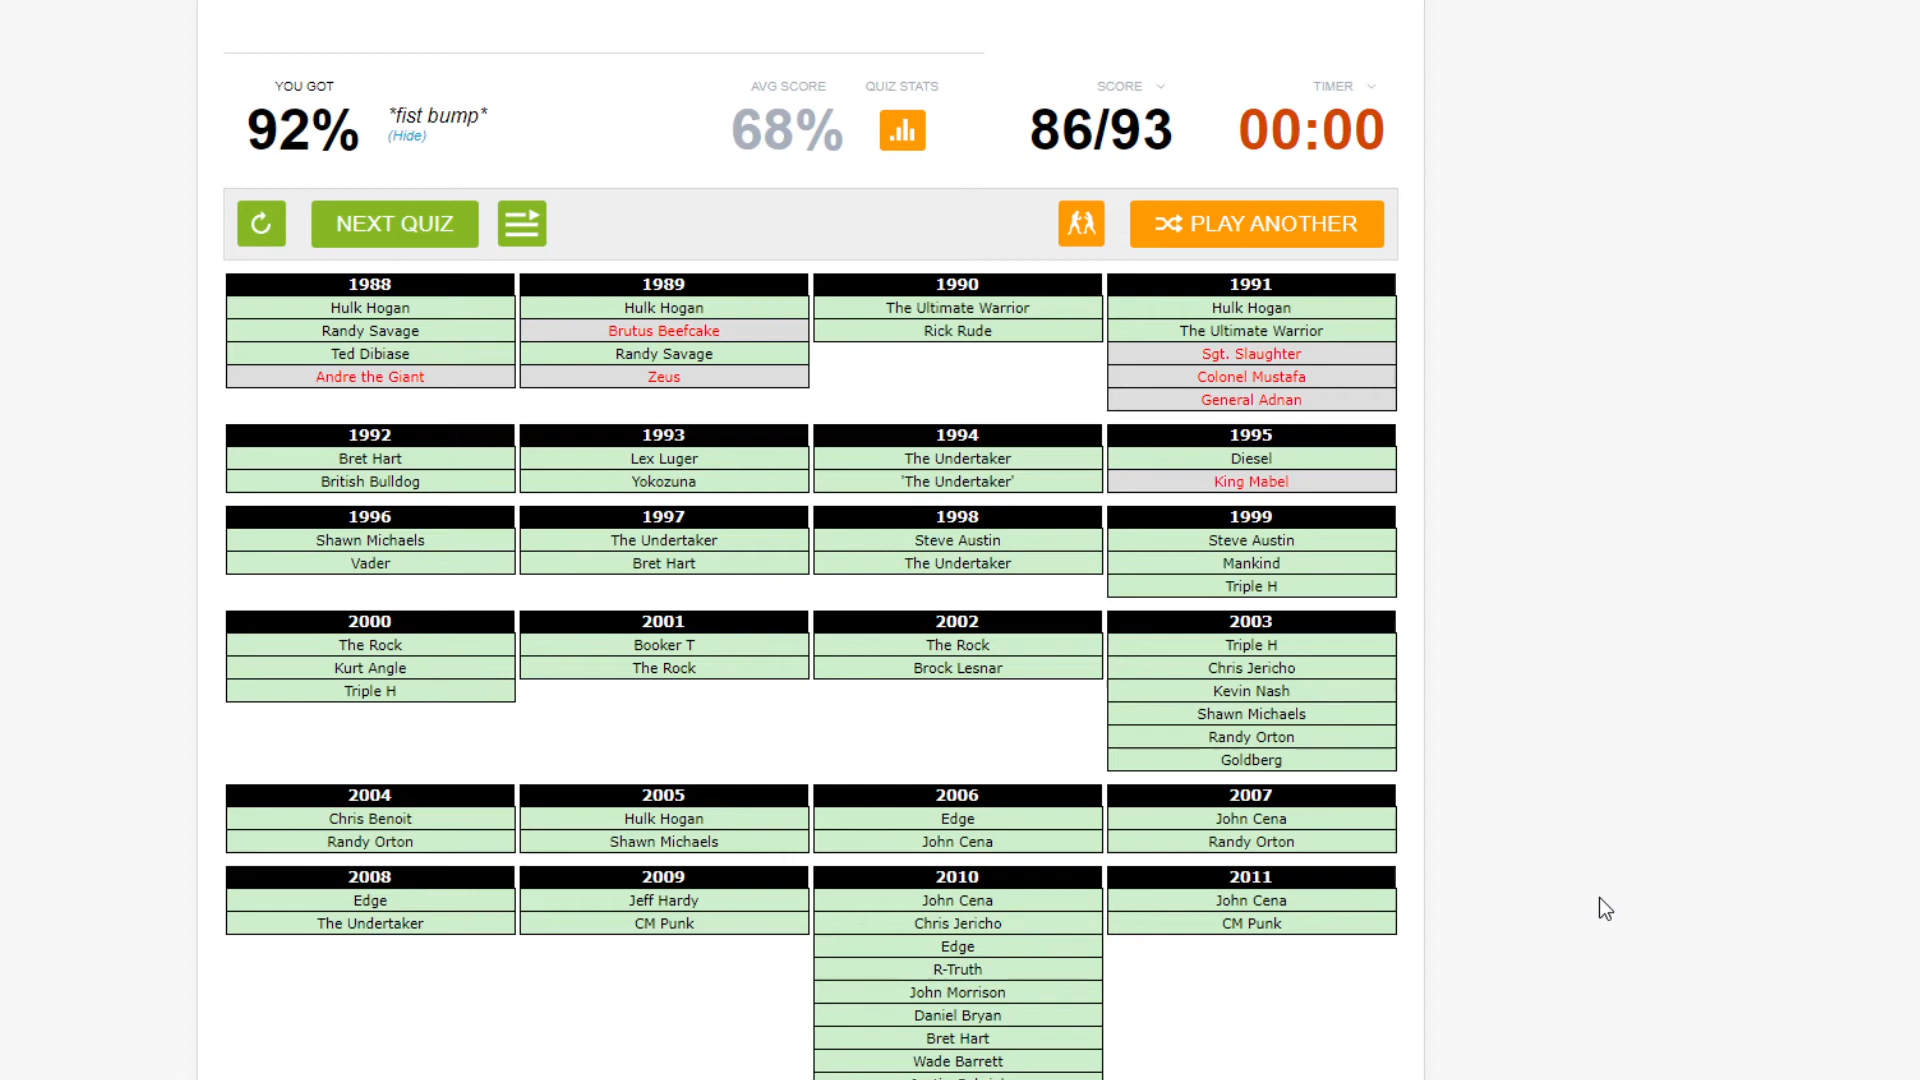 YOU GOT
92%
*fist bump*
(Hide)
AVG SCORE
68%
QUIZ STATS
SCORE
86/93
TIMER
00:00
NEXT QUIZ
PLAY ANOTHER
1988
Hulk Hogan
Randy Savage
Ted Dibiase
Andre the Giant
1989
Hulk Hogan
Brutus Beefcake
Randy Savage
Zeus
1990
The Ultimate Warrior
Rick Rude
1991
Hulk Hogan
The Ultimate Warrior
Sgt. Slaughter
Colonel Mustafa
General Adnan
1992
Bret Hart
British Bulldog
1993
Lex Luger
Yokozuna
1994
The Undertaker
'The Undertaker'
1995
Diesel
King Mabel
1996
Shawn Michaels
Vader
1997
The Undertaker
Bret Hart
1998
Steve Austin
The Undertaker
1999
Steve Austin
Mankind
Triple H
2000
The Rock
Kurt Angle
Triple H
2001
Booker T
The Rock
2002
The Rock
Brock Lesnar
2003
Triple H
Chris Jericho
Kevin Nash
Shawn Michaels
Randy Orton
Goldberg
2004
Chris Benoit
Randy Orton
2005
Hulk Hogan
Shawn Michaels
2006
Edge
John Cena
2007
John Cena
Randy Orton
2008
Edge
The Undertaker
2009
Jeff Hardy
CM Punk
2010
John Cena
Chris Jericho
Edge
R-Truth
John Morrison
Daniel Bryan
Bret Hart
Wade Barrett
2011
John Cena
CM Punk